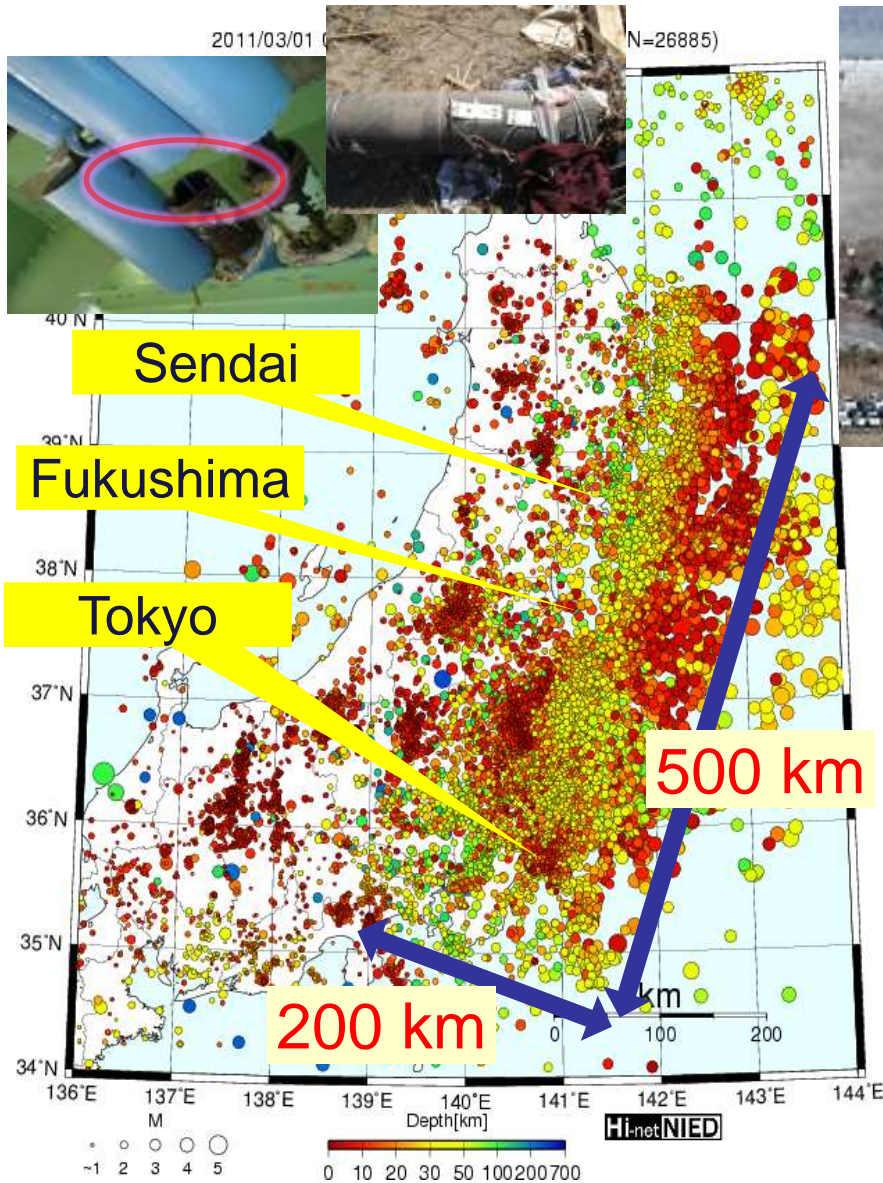 2011/03/01 0
N=26885)
40˚N
Sendai
39˚N
Fukushima
38˚N
Tokyo
37˚N
500 km
36˚N
35˚N
km
200 km
0 100 200
34˚N
136˚E 137˚E 138˚E 139˚E 140˚E 141˚E 142˚E 143˚E 144˚E
M
Depth[km]
Hi-net NIED
~1 2 3 4 5
0 10 20 30 50 100 200 700